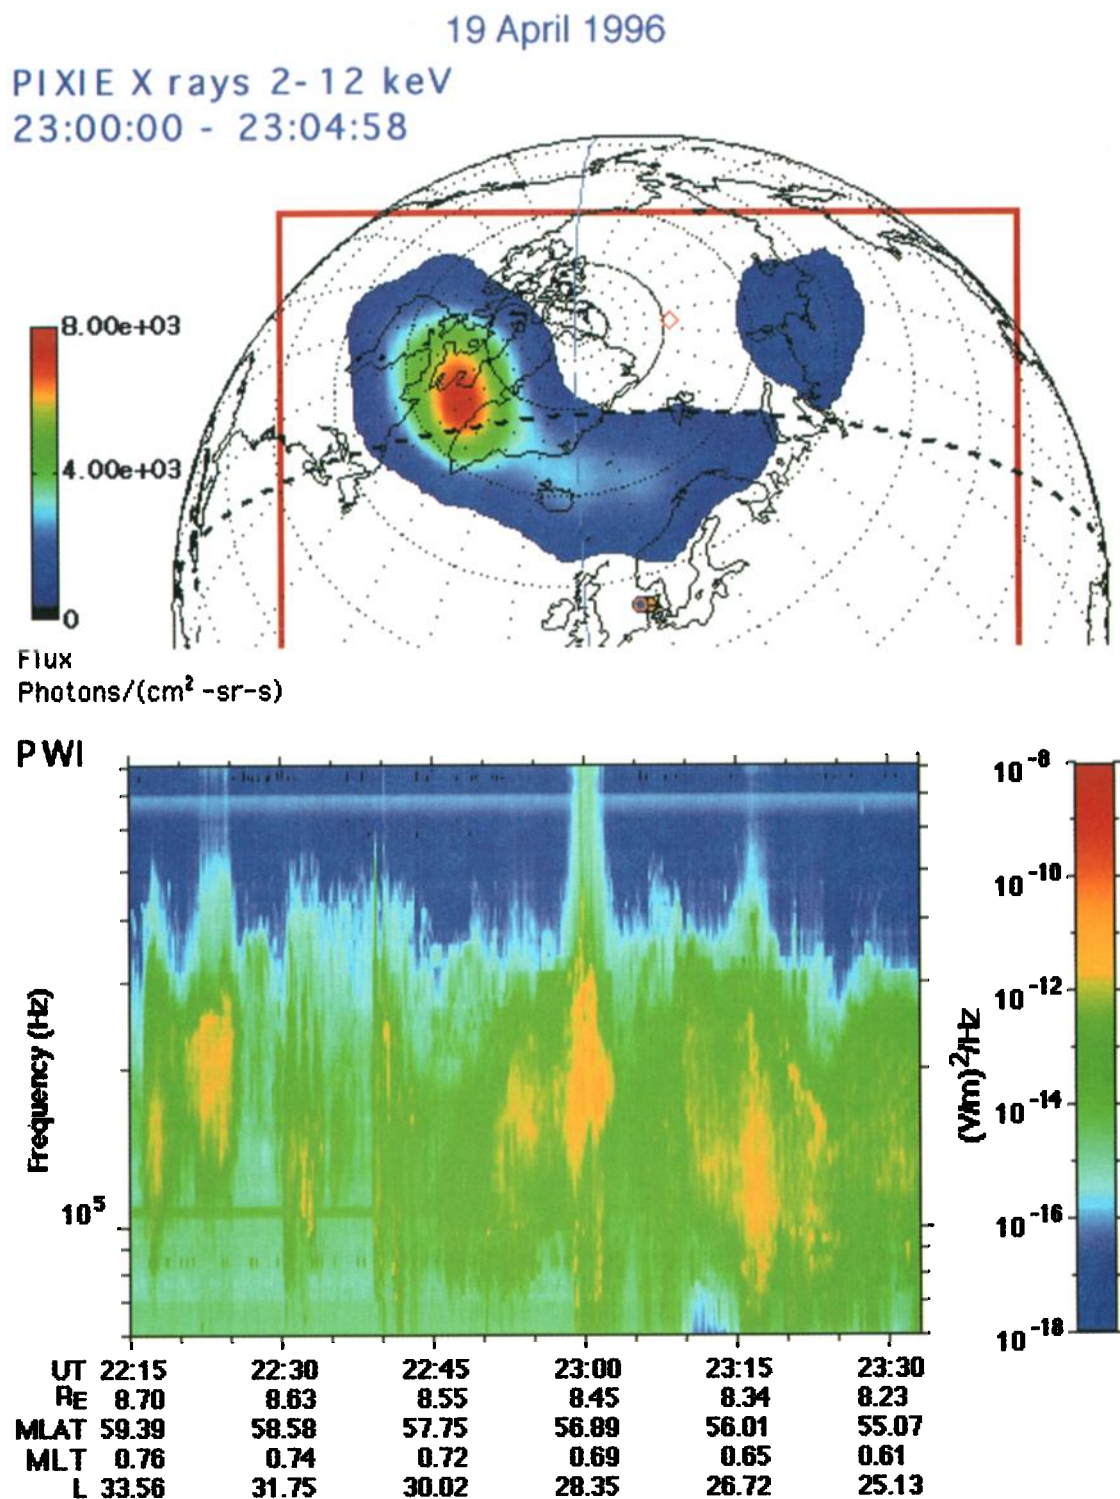 19 April 1996
PIXIE X rays 2-12 keV
23:00:00 - 23:04:58
8.00e+03
4.00e+03
0
Flux
Photons/(cm² -sr-s)
PWI
Frequency (Hz)
10⁵
10⁻⁸
10⁻¹⁰
10⁻¹²
10⁻¹⁴
10⁻¹⁶
10⁻¹⁸
(V/m)²/Hz
UT 22:15 22:30 22:45 23:00 23:15 23:30
RE 8.70 8.63 8.55 8.45 8.34 8.23
MLAT 59.39 58.58 57.75 56.89 56.01 55.07
MLT 0.76 0.74 0.72 0.69 0.65 0.61
L 33.56 31.75 30.02 28.35 26.72 25.13